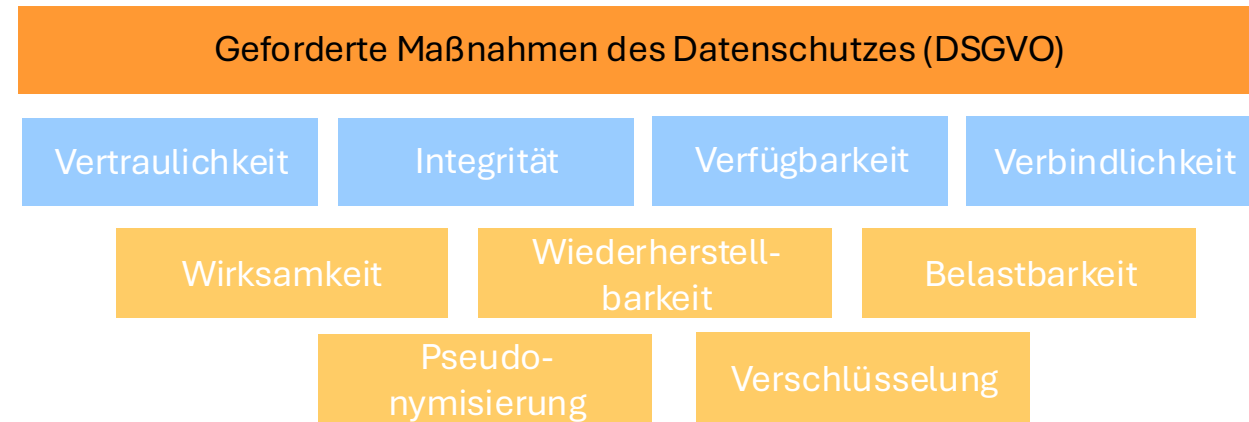 Geforderte Maßnahmen des Datenschutzes (DSGVO)
Vertraulichkeit
Integrität
Verfügbarkeit
Verbindlichkeit
Wirksamkeit
Wiederherstell-
barkeit
Belastbarkeit
Pseudo-
nymisierung
Verschlüsselung